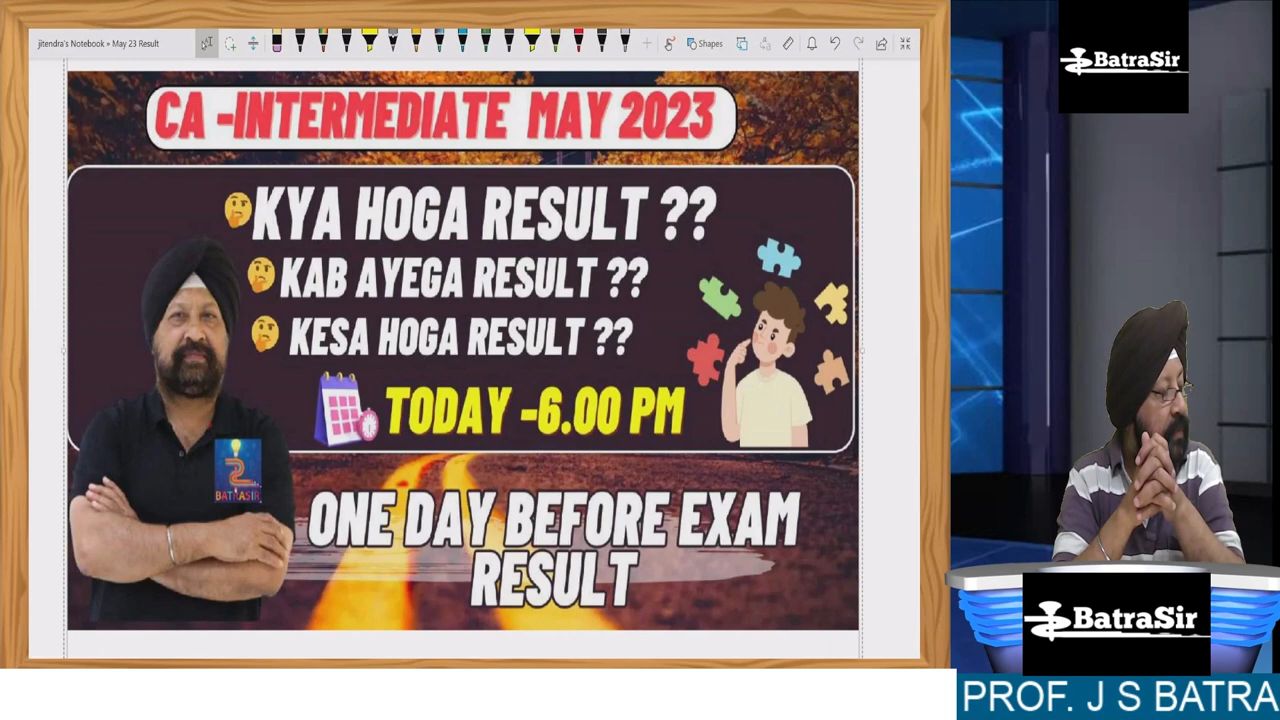 jitendra's Notebook » May 23 Result
Shapes
CA -INTERMEDIATE MAY 2023
KYA HOGA RESULT ??
KAB AYEGA RESULT ??
KESA HOGA RESULT ??
TODAY -6.00 PM
BATRASIR
ONE DAY BEFORE EXAM
RESULT
BatraSir
BatraSir
PROF. J S BATRA